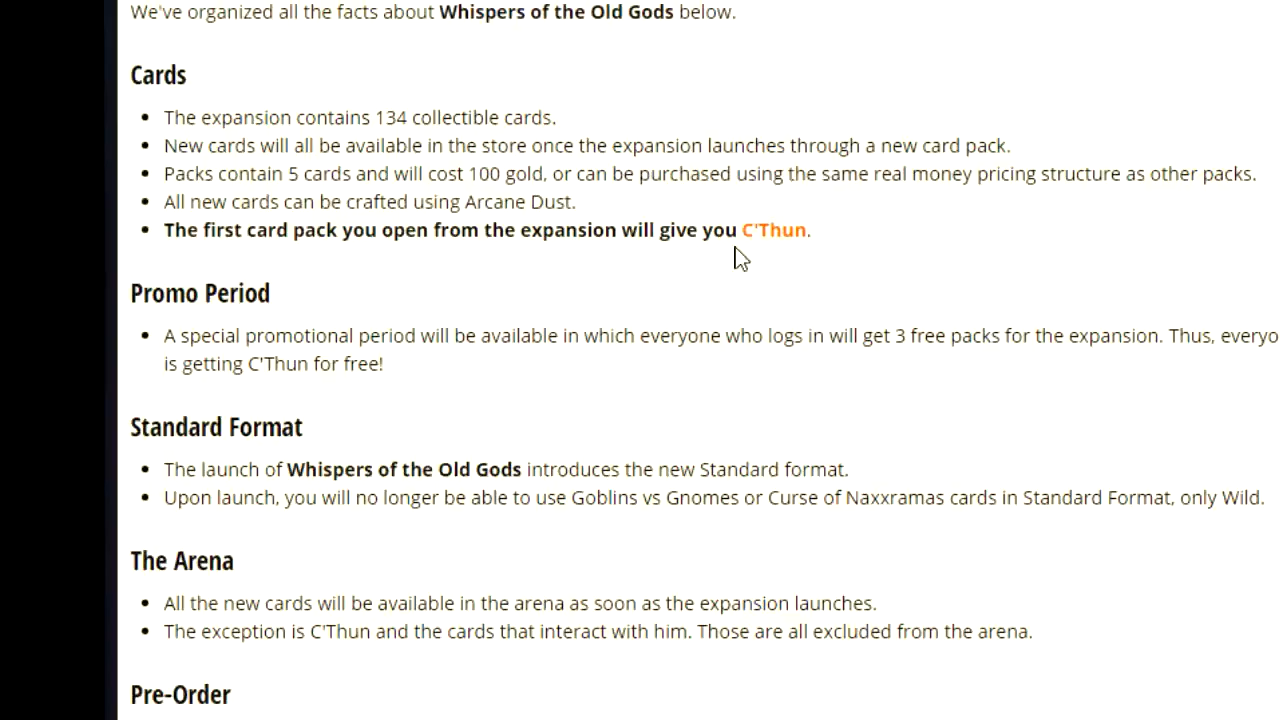 We've organized all the facts about Whispers of the Old Gods below.
Cards
The expansion contains 134 collectible cards.
New cards will all be available in the store once the expansion launches through a new card pack.
Packs contain 5 cards and will cost 100 gold, or can be purchased using the same real money pricing structure as other packs.
All new cards can be crafted using Arcane Dust.
The first card pack you open from the expansion will give you C'Thun.
Promo Period
A special promotional period will be available in which everyone who logs in will get 3 free packs for the expansion. Thus, everyo
is getting C'Thun for free!
Standard Format
The launch of Whispers of the Old Gods introduces the new Standard format.
Upon launch, you will no longer be able to use Goblins vs Gnomes or Curse of Naxxramas cards in Standard Format, only Wild.
The Arena
All the new cards will be available in the arena as soon as the expansion launches.
The exception is C'Thun and the cards that interact with him. Those are all excluded from the arena.
Pre-Order